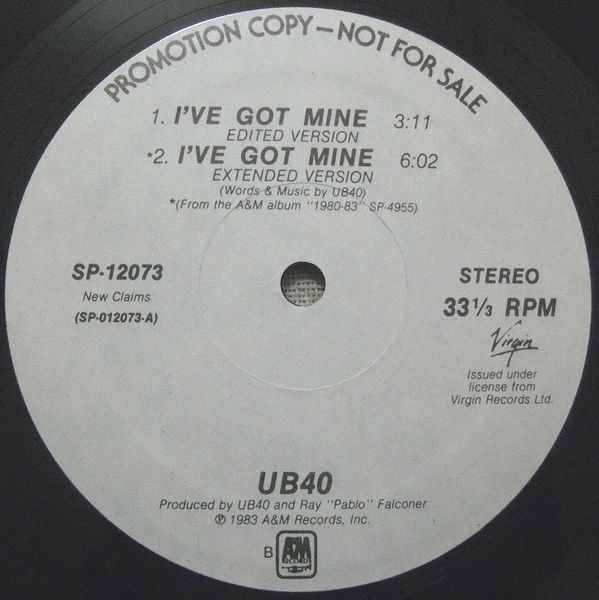 PROMOTION COPY—NOT FOR SALE
1. I'VE GOT MINE 3:11
EDITED VERSION
*2. I'VE GOT MINE 6:02
EXTENDED VERSION
(Words & Music by UB40)
*(From the A&M album "1980-83" SP-4955)
SP-12073
New Claims
(SP-012073-A)
STEREO
33 1/3 RPM
Virgin
Issued under
license from
Virgin Records Ltd.
UB40
Produced by UB40 and Ray "Pablo" Falconer
℗ 1983 A&M Records, Inc.
B
A&M
RECORDS